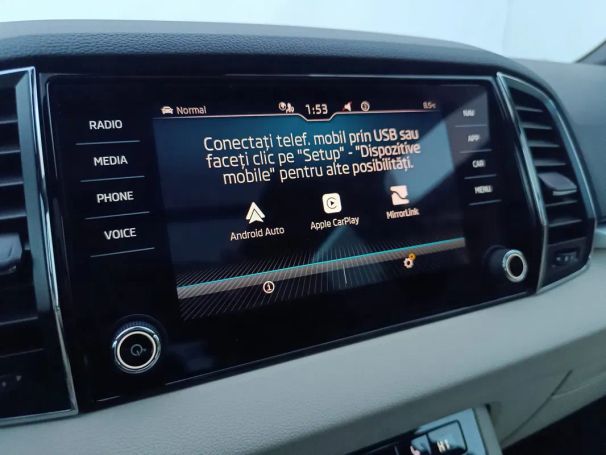 RADIO
MEDIA
PHONE
VOICE
Normal
1:53
8.5°C
Conectați telef. mobil prin USB sau
faceți clic pe "Setup" - "Dispozitive
mobile" pentru alte posibilități.
Android Auto
Apple CarPlay
MirrorLink
NAV
APP
CAR
MENU